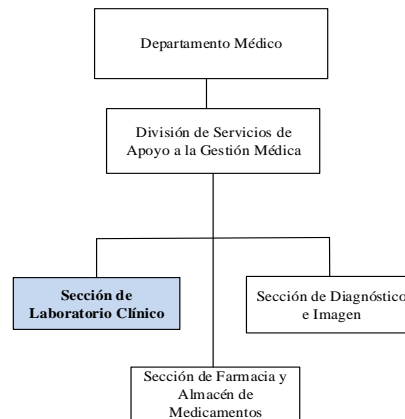 Departamento Médico
División de Servicios de
Apoyo a la Gestión Médica
Sección de
Laboratorio Clínico
Sección de Diagnóstico
e Imagen
Sección de Farmacia y
Almacén de
Medicamentos